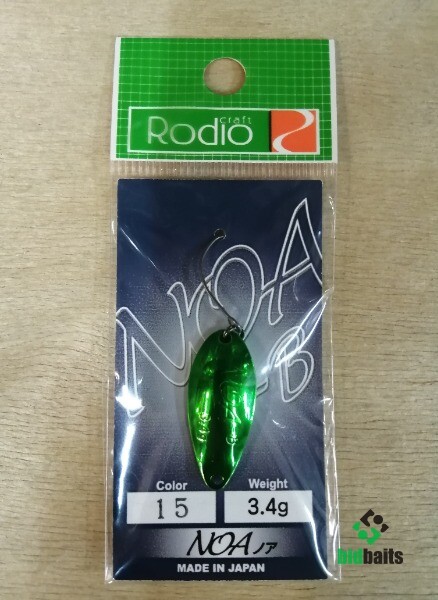 craft
Rodio
NOA
B
Color
Weight
15
3.4g
NOA ノア
MADE IN JAPAN
bidbaits